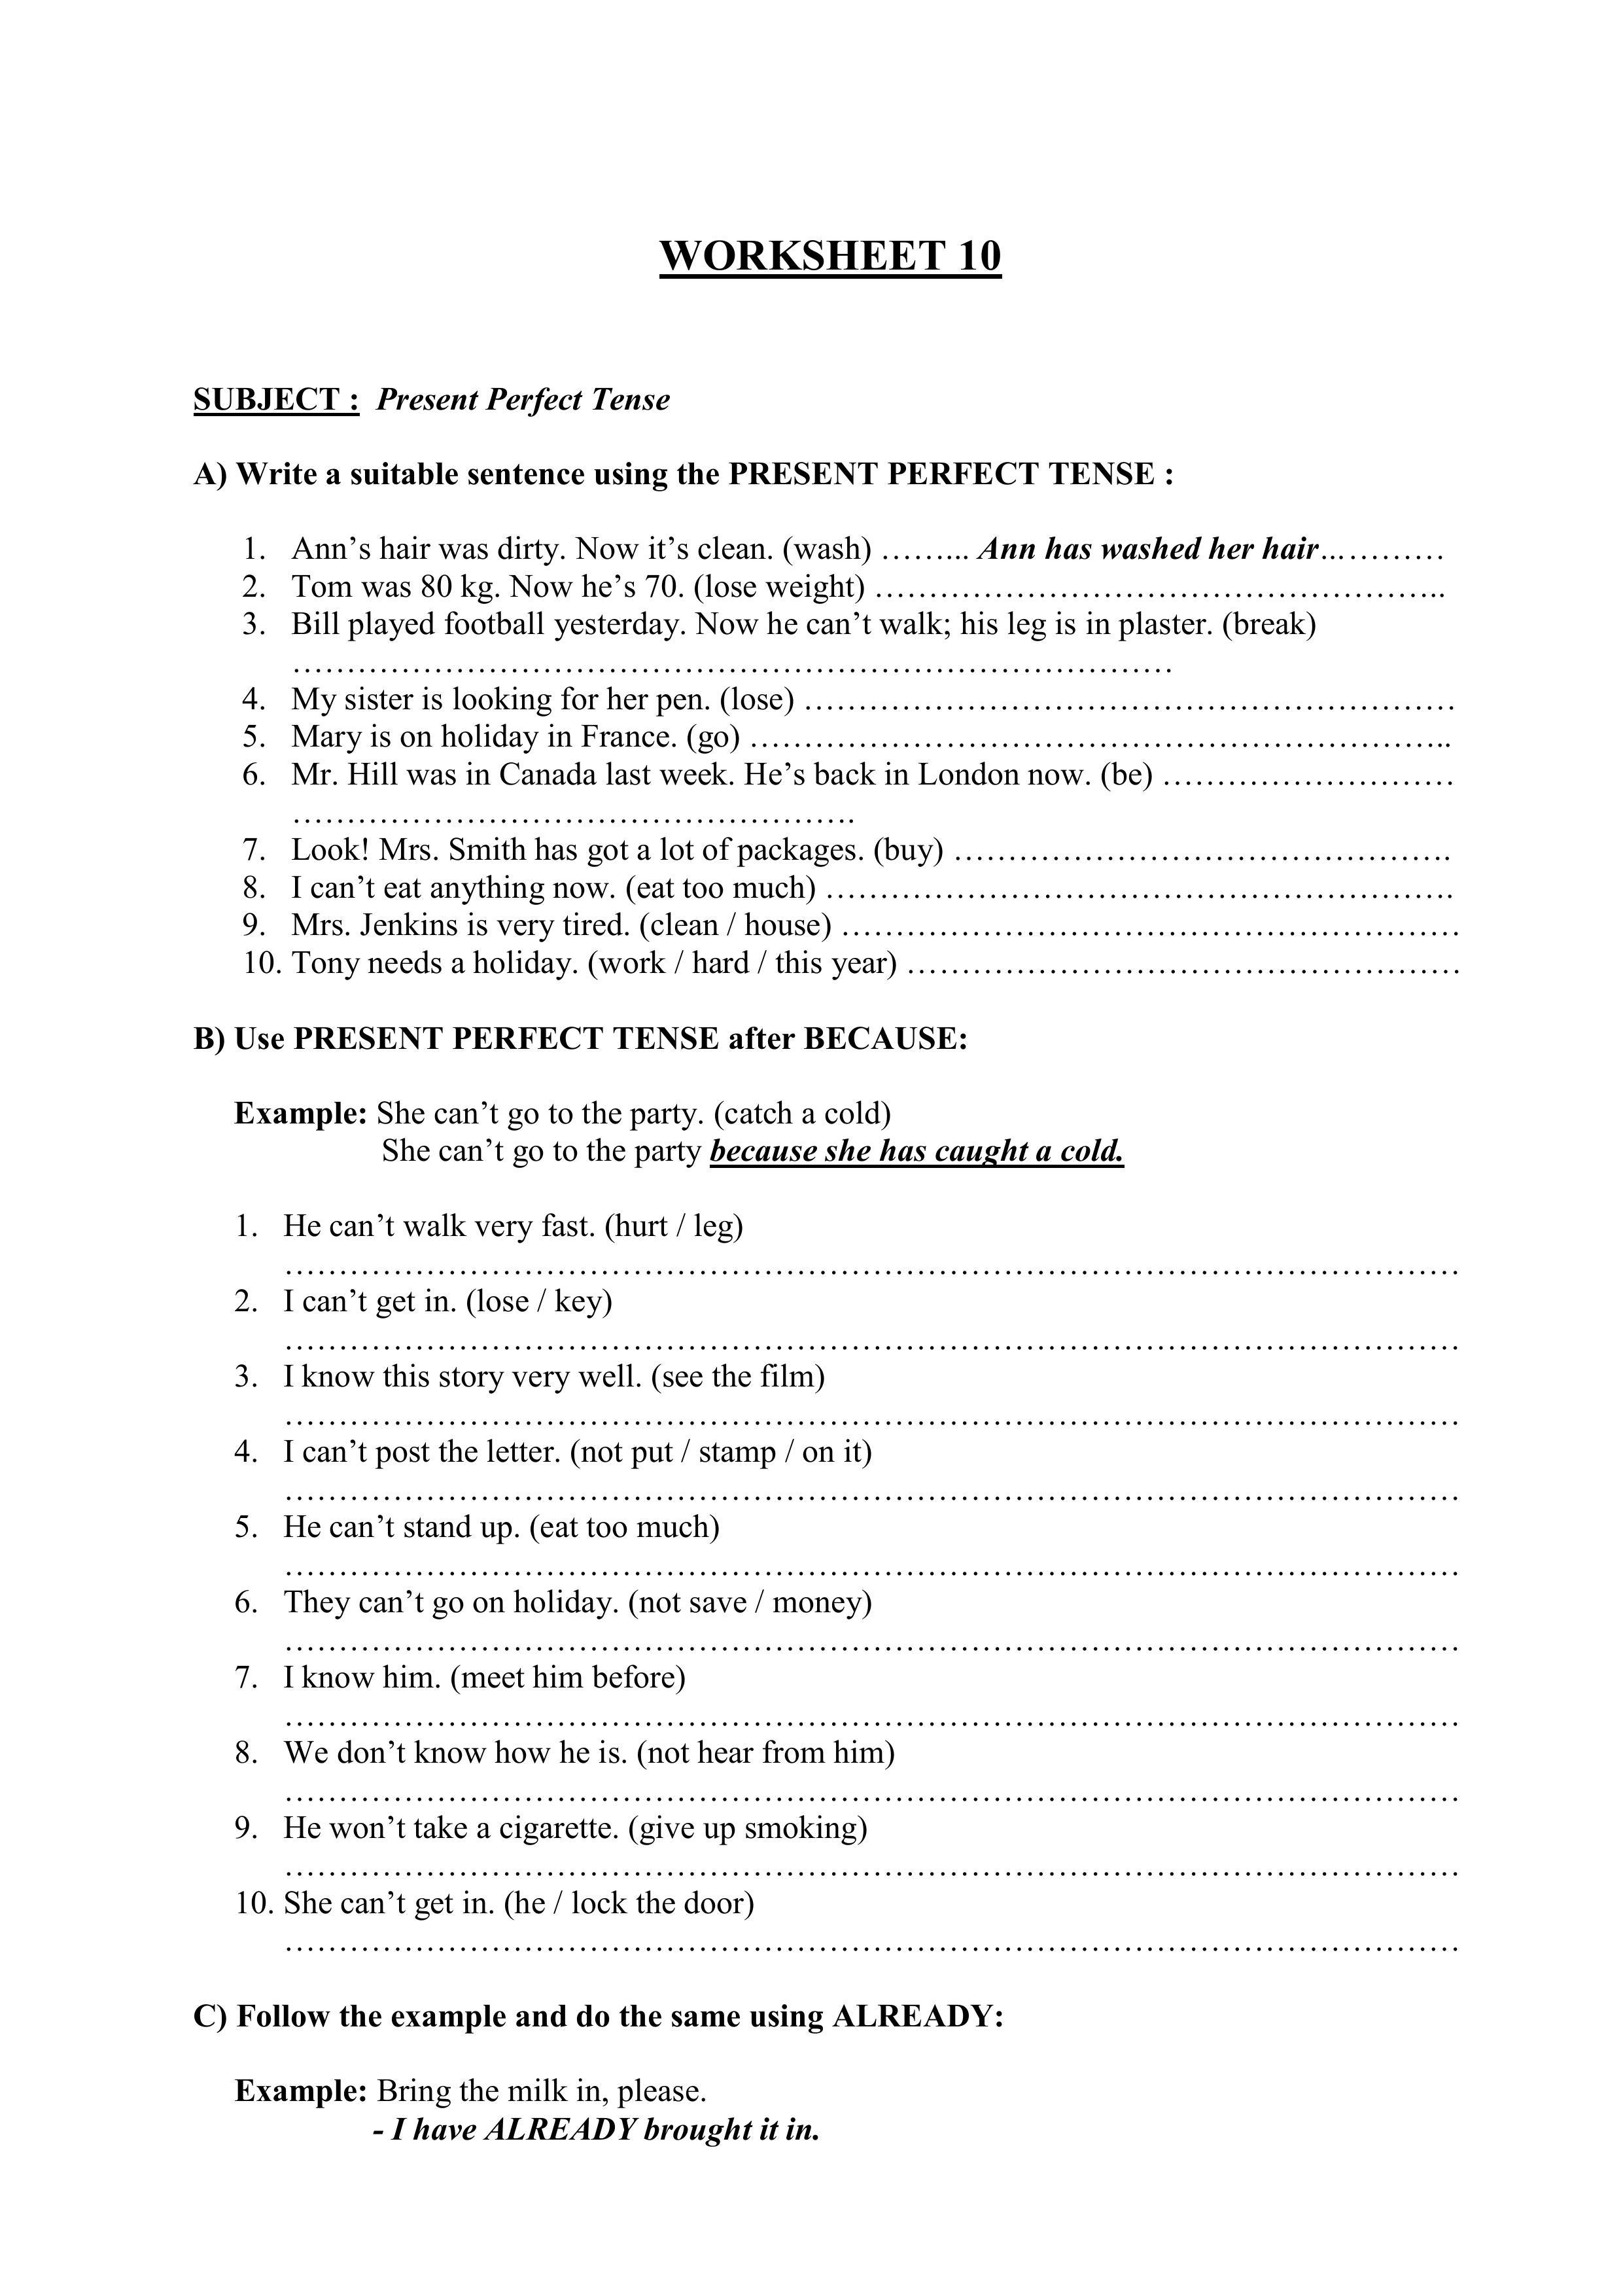 WORKSHEET 10
SUBJECT : Present Perfect Tense
A) Write a suitable sentence using the PRESENT PERFECT TENSE :
1. Ann’s hair was dirty. Now it’s clean. (wash) ……... Ann has washed her hair...………
2. Tom was 80 kg. Now he’s 70. (lose weight) ……………………………………………..
3. Bill played football yesterday. Now he can’t walk; his leg is in plaster. (break)
………………………………………………………………………
4. My sister is looking for her pen. (lose) ……………………………………………………
5. Mary is on holiday in France. (go) ………………………………………………………..
6. Mr. Hill was in Canada last week. He’s back in London now. (be) ………………………
…………………………………………….
7. Look! Mrs. Smith has got a lot of packages. (buy) ……………………………………….
8. I can’t eat anything now. (eat too much) ………………………………………………….
9. Mrs. Jenkins is very tired. (clean / house) …………………………………………………
10. Tony needs a holiday. (work / hard / this year) ……………………………………………
B) Use PRESENT PERFECT TENSE after BECAUSE:
Example: She can’t go to the party. (catch a cold)
She can’t go to the party because she has caught a cold.
1. He can’t walk very fast. (hurt / leg)
………………………………………………………………………………………………
2. I can’t get in. (lose / key)
………………………………………………………………………………………………
3. I know this story very well. (see the film)
………………………………………………………………………………………………
4. I can’t post the letter. (not put / stamp / on it)
………………………………………………………………………………………………
5. He can’t stand up. (eat too much)
………………………………………………………………………………………………
6. They can’t go on holiday. (not save / money)
………………………………………………………………………………………………
7. I know him. (meet him before)
………………………………………………………………………………………………
8. We don’t know how he is. (not hear from him)
………………………………………………………………………………………………
9. He won’t take a cigarette. (give up smoking)
………………………………………………………………………………………………
10. She can’t get in. (he / lock the door)
………………………………………………………………………………………………
C) Follow the example and do the same using ALREADY:
Example: Bring the milk in, please.
- I have ALREADY brought it in.